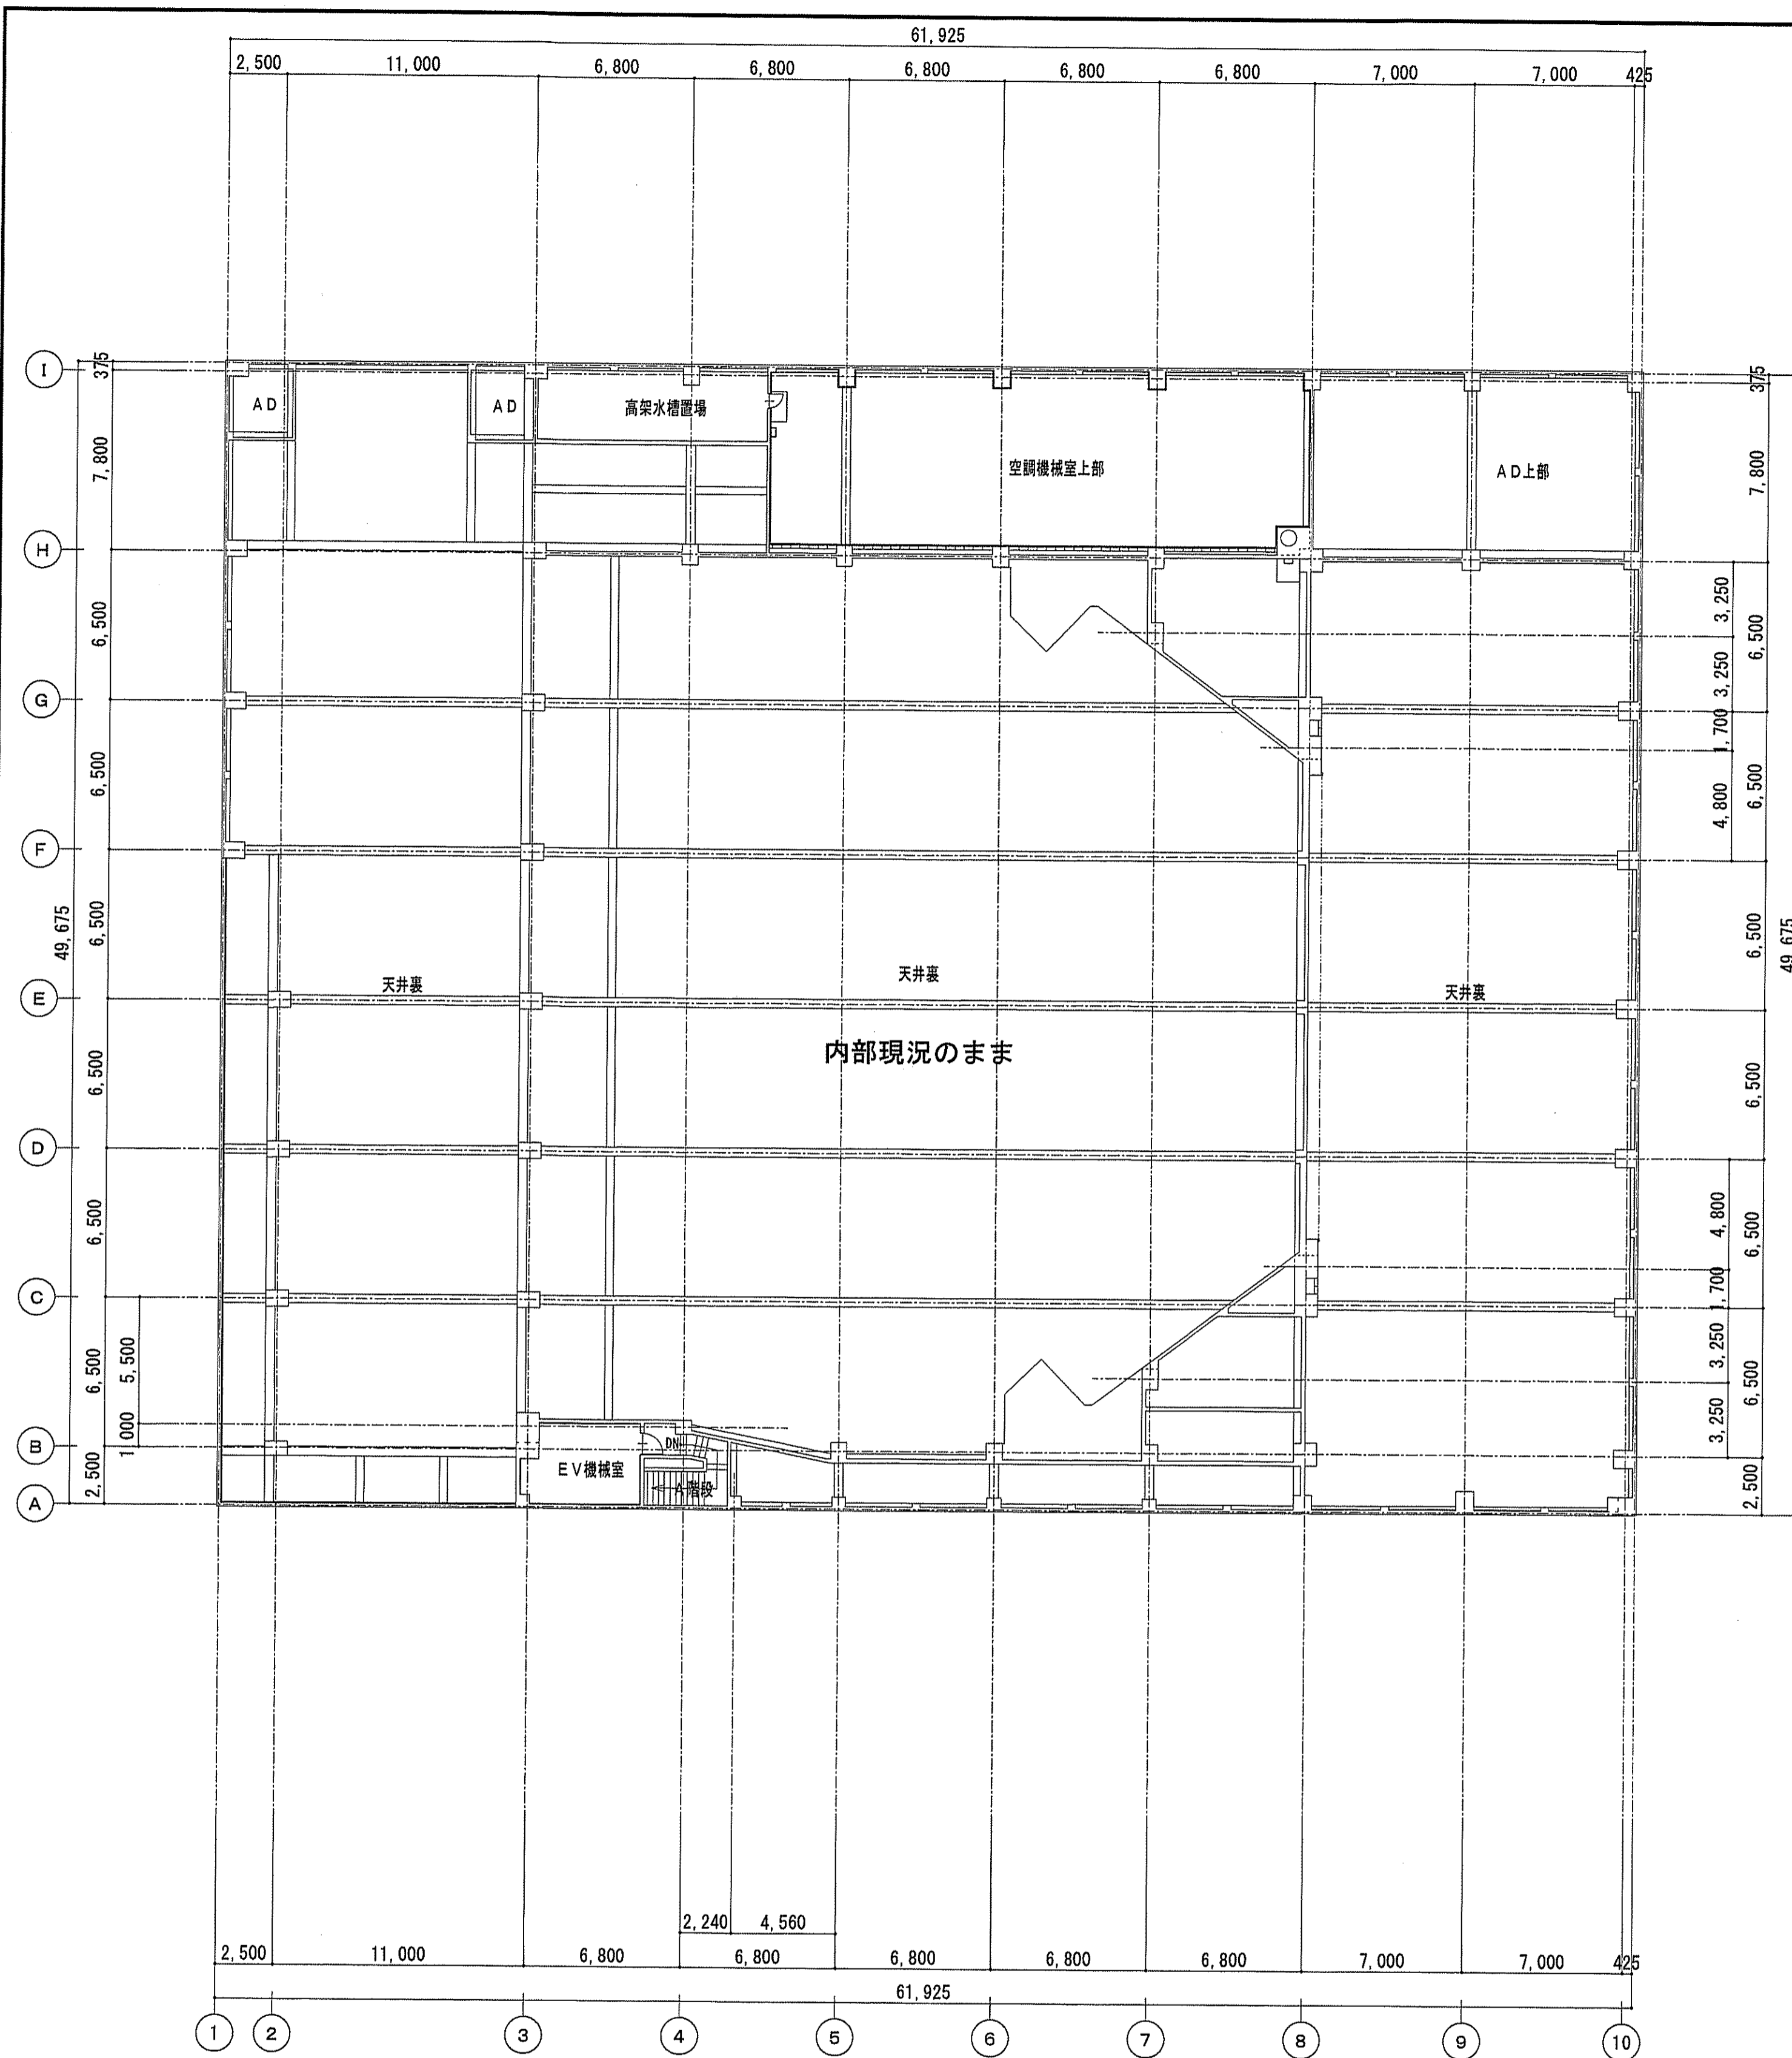 61,925
2,500 11,000 6,800 6,800 6,800 6,800 6,800 7,000 7,000 425
I 375 375
AD AD 高架水槽置場
7,800 空調機械室上部 AD上部 7,800
H
6,500 3,250 6,500
3,250
G
6,500 1,700 6,500
4,800
F
49,675 6,500 6,500 49,675
天井裏 天井裏 天井裏
E
内部現況のまま
6,500 6,500
D
6,500 4,800 6,500
1,700
C
6,500 5,500 3,250 6,500
1,000 3,250
B
DN
2,500 EV機械室 A階段 2,500
A
2,240 4,560
2,500 11,000 6,800 6,800 6,800 6,800 6,800 7,000 7,000 425
61,925
1 2 3 4 5 6 7 8 9 10